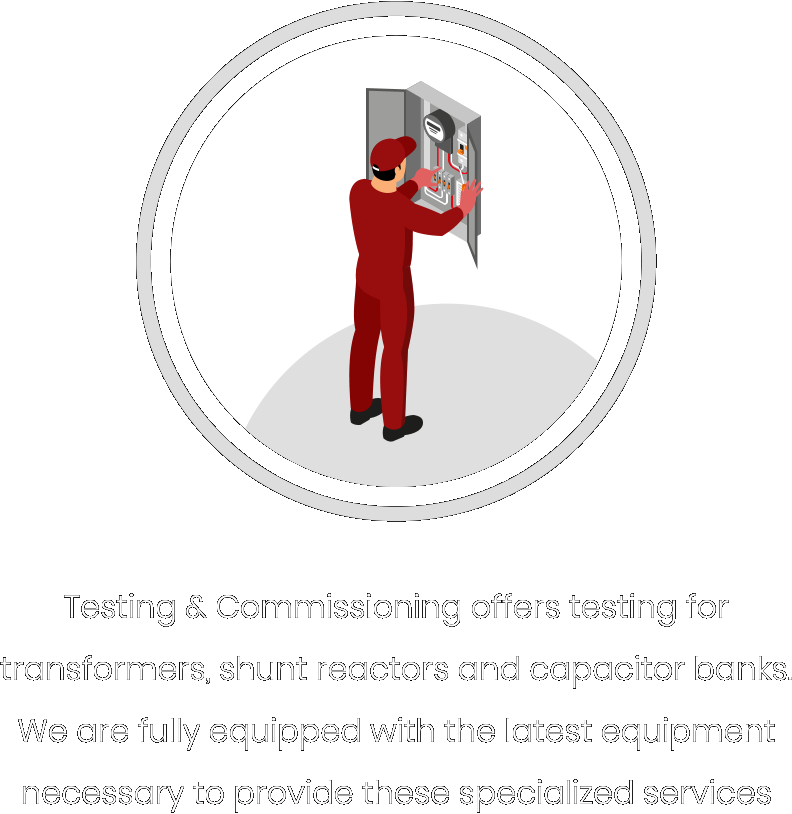 Testing & Commissioning offers testing for
transformers, shunt reactors and capacitor banks.
We are fully equipped with the latest equipment
necessary to provide these specialized services